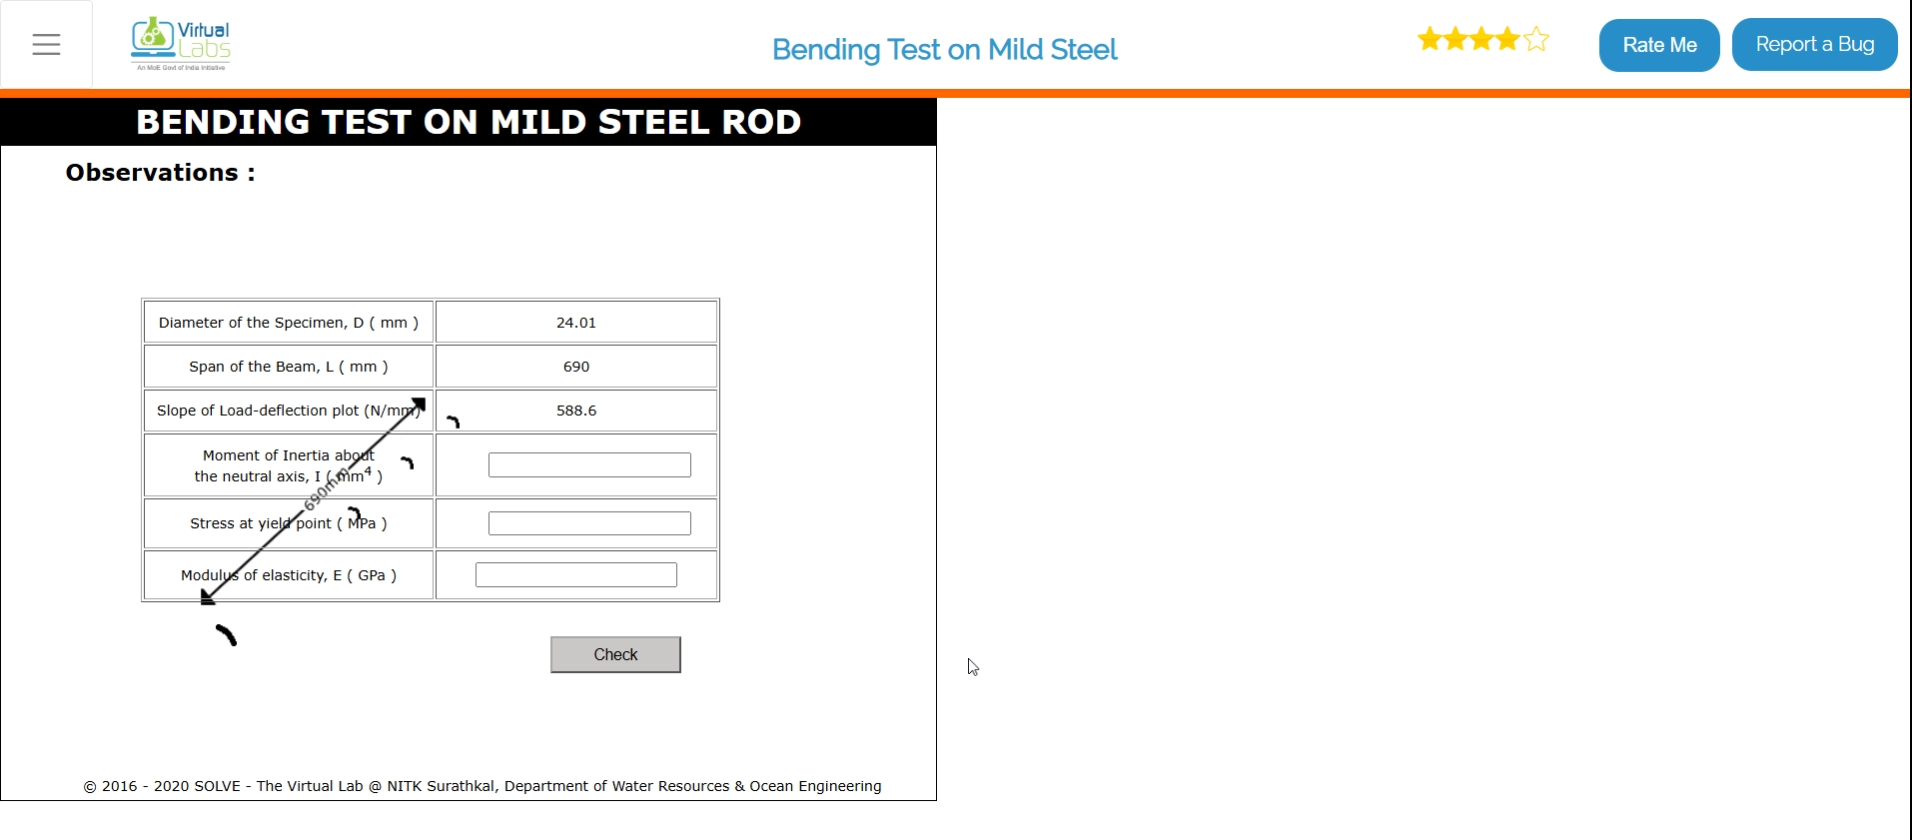 Virtual
Labs
An MoE Govt of India Initiative
Bending Test on Mild Steel
Rate Me
Report a Bug
BENDING TEST ON MILD STEEL ROD
Observations :
Diameter of the Specimen, D ( mm ) 24.01
Span of the Beam, L ( mm ) 690
Slope of Load-deflection plot (N/mm) 588.6
Moment of Inertia about
the neutral axis, I ( mm⁴ )
690mm
Stress at yield point ( MPa )
Modulus of elasticity, E ( GPa )
Check
© 2016 - 2020 SOLVE - The Virtual Lab @ NITK Surathkal, Department of Water Resources & Ocean Engineering